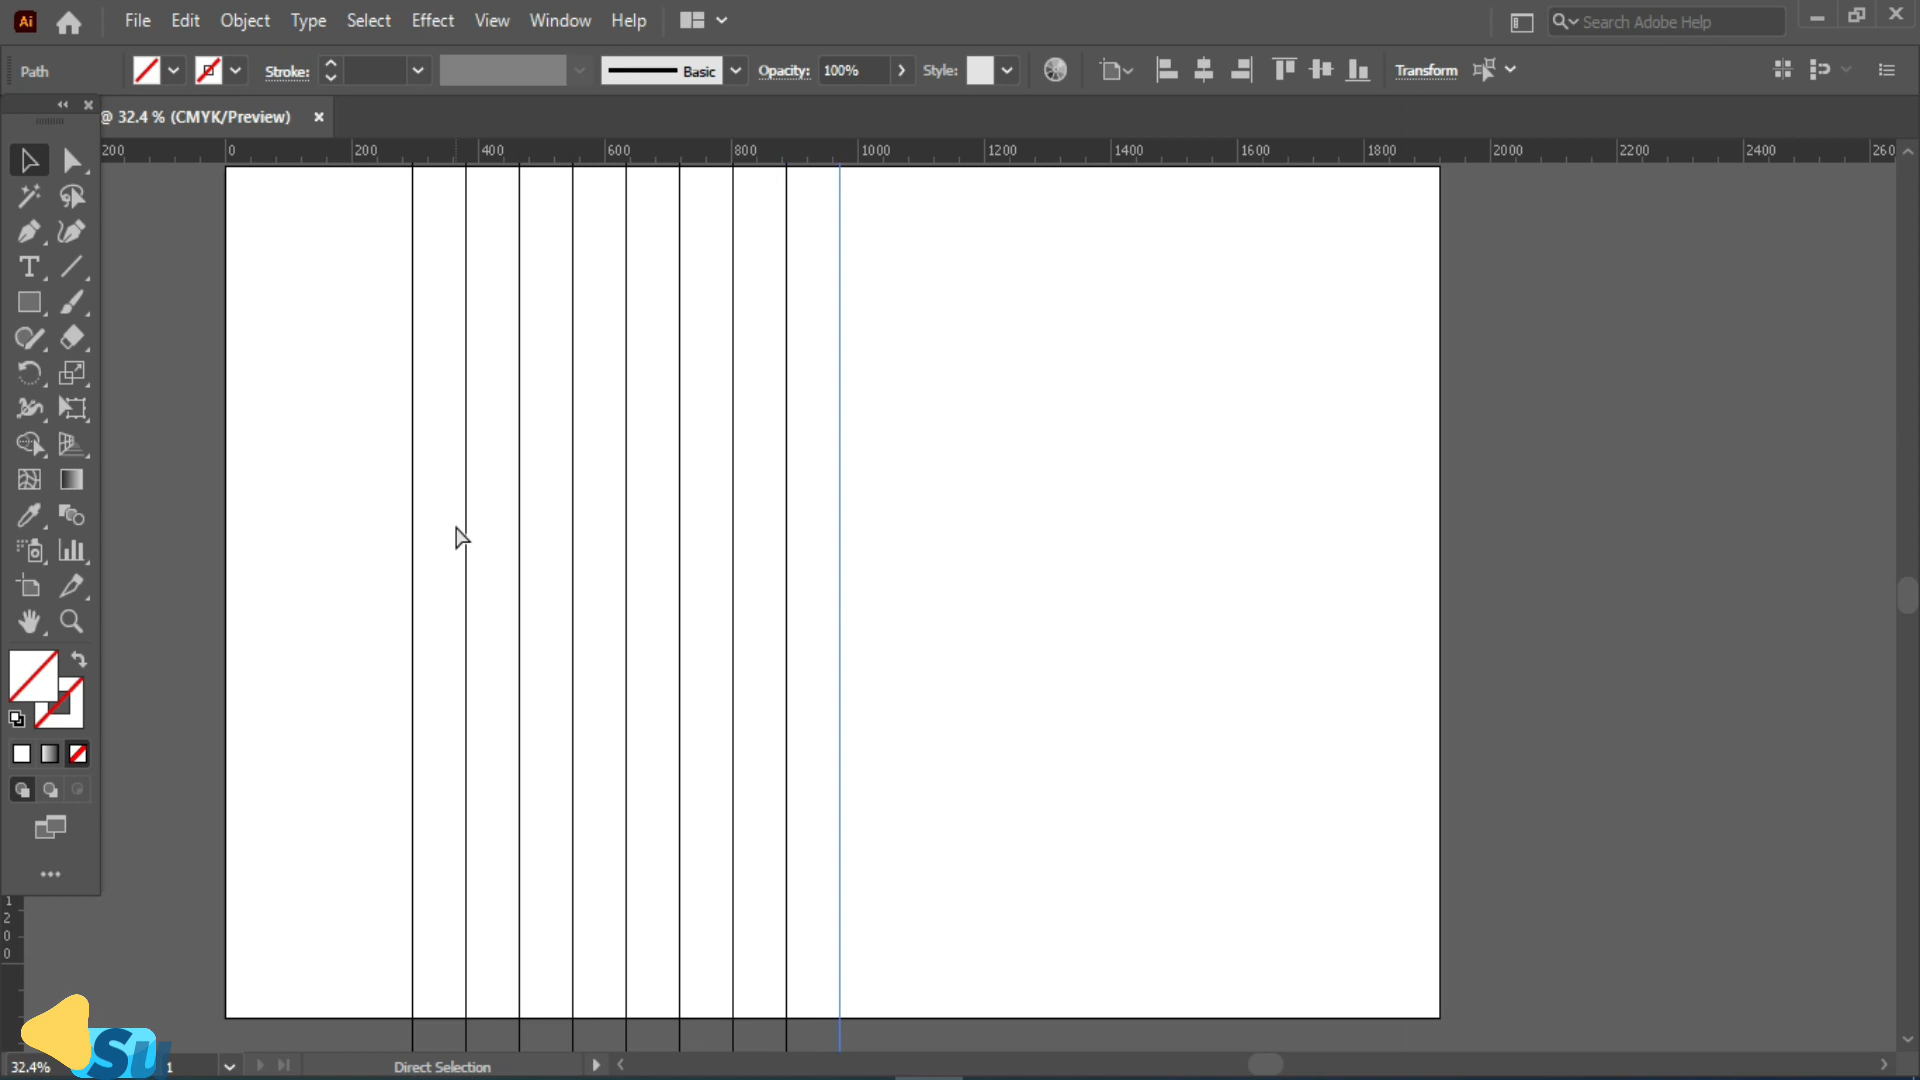 Ai File Edit Object Type Select Effect View Window Help Search Adobe Help
Path Stroke: Basic Opacity: 100% Style: Transform
@ 32.4 % (CMYK/Preview) ×
200 0 200 400 600 800 1000 1200 1400 1600 1800 2000 2200 2400 260
1
2
0
0
Su
32.4% 1 Direct Selection